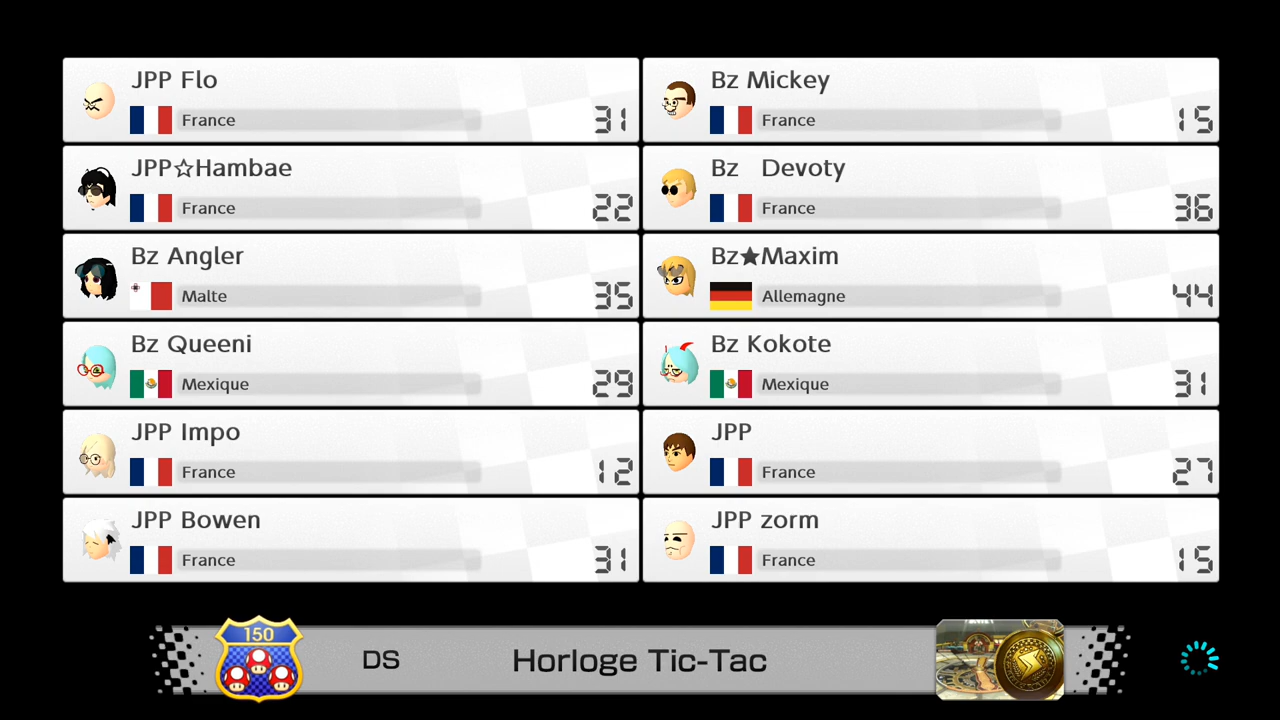 JPP Flo
France
31
Bz Mickey
France
15
JPP☆Hambae
France
22
Bz Devoty
France
36
Bz Angler
Malte
35
Bz★Maxim
Allemagne
44
Bz Queeni
Mexique
29
Bz Kokote
Mexique
31
JPP Impo
France
12
JPP
France
27
JPP Bowen
France
31
JPP zorm
France
15
150
DS
Horloge Tic-Tac